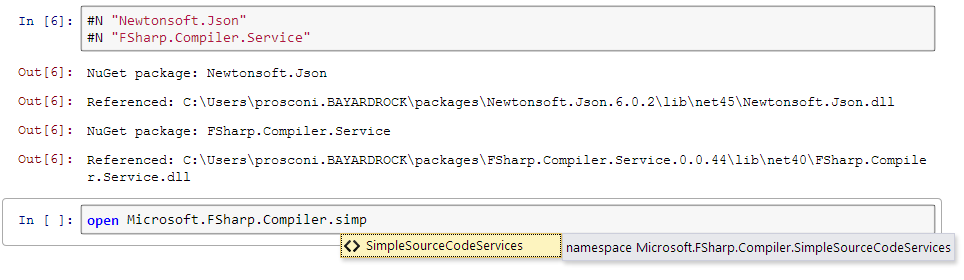 In [6]: #N "Newtonsoft.Json"
#N "FSharp.Compiler.Service"
Out[6]: NuGet package: Newtonsoft.Json
Out[6]: Referenced: C:\Users\prosconi.BAYARDROCK\packages\Newtonsoft.Json.6.0.2\lib\net45\Newtonsoft.Json.dll
Out[6]: NuGet package: FSharp.Compiler.Service
Out[6]: Referenced: C:\Users\prosconi.BAYARDROCK\packages\FSharp.Compiler.Service.0.0.44\lib\net40\FSharp.Compile
r.Service.dll
In [ ]: open Microsoft.FSharp.Compiler.simp
<> SimpleSourceCodeServices namespace Microsoft.FSharp.Compiler.SimpleSourceCodeServices